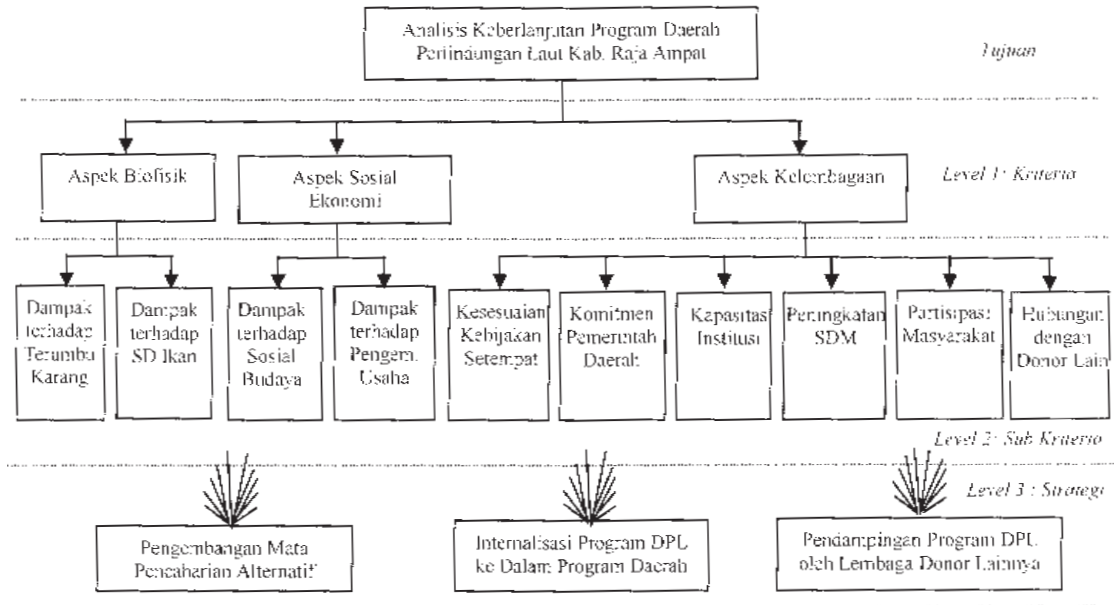 Analisis Keberlanjutan Program Daerah
Perlindungan Laut Kab. Raja Ampat
Tujuan
Aspek Biofisik
Aspek Sosial
Ekonomi
Aspek Kelembagaan
Level 1: Kriteria
Dampak
terhadap
Terumbu
Karang
Dampak
terhadap
SD Ikan
Dampak
terhadap
Sosial
Budaya
Dampak
terhadap
Pengem.
Usaha
Kesesuaian
Kebijakan
Setempat
Komitmen
Pemerintah
Daerah
Kapasitas
Institusi
Peningkatan
SDM
Partisipasi
Masyarakat
Hubungan
dengan
Donor Lain
Level 2: Sub Kriteria
Level 3 : Strategi
Pengembangan Mata
Pencaharian Alternatif
Internalisasi Program DPL
ke Dalam Program Daerah
Pendampingan Program DPL
oleh Lembaga Donor Lainnya